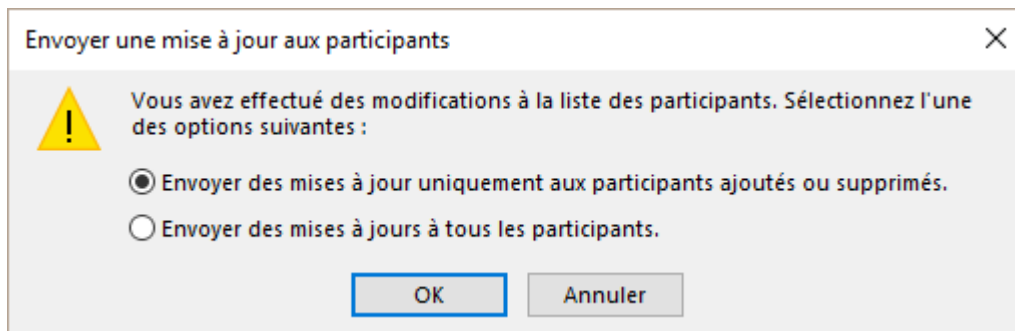 Envoyer une mise à jour aux participants
Vous avez effectué des modifications à la liste des participants. Sélectionnez l'une
des options suivantes :
Envoyer des mises à jour uniquement aux participants ajoutés ou supprimés.
Envoyer des mises à jours à tous les participants.
OK
Annuler